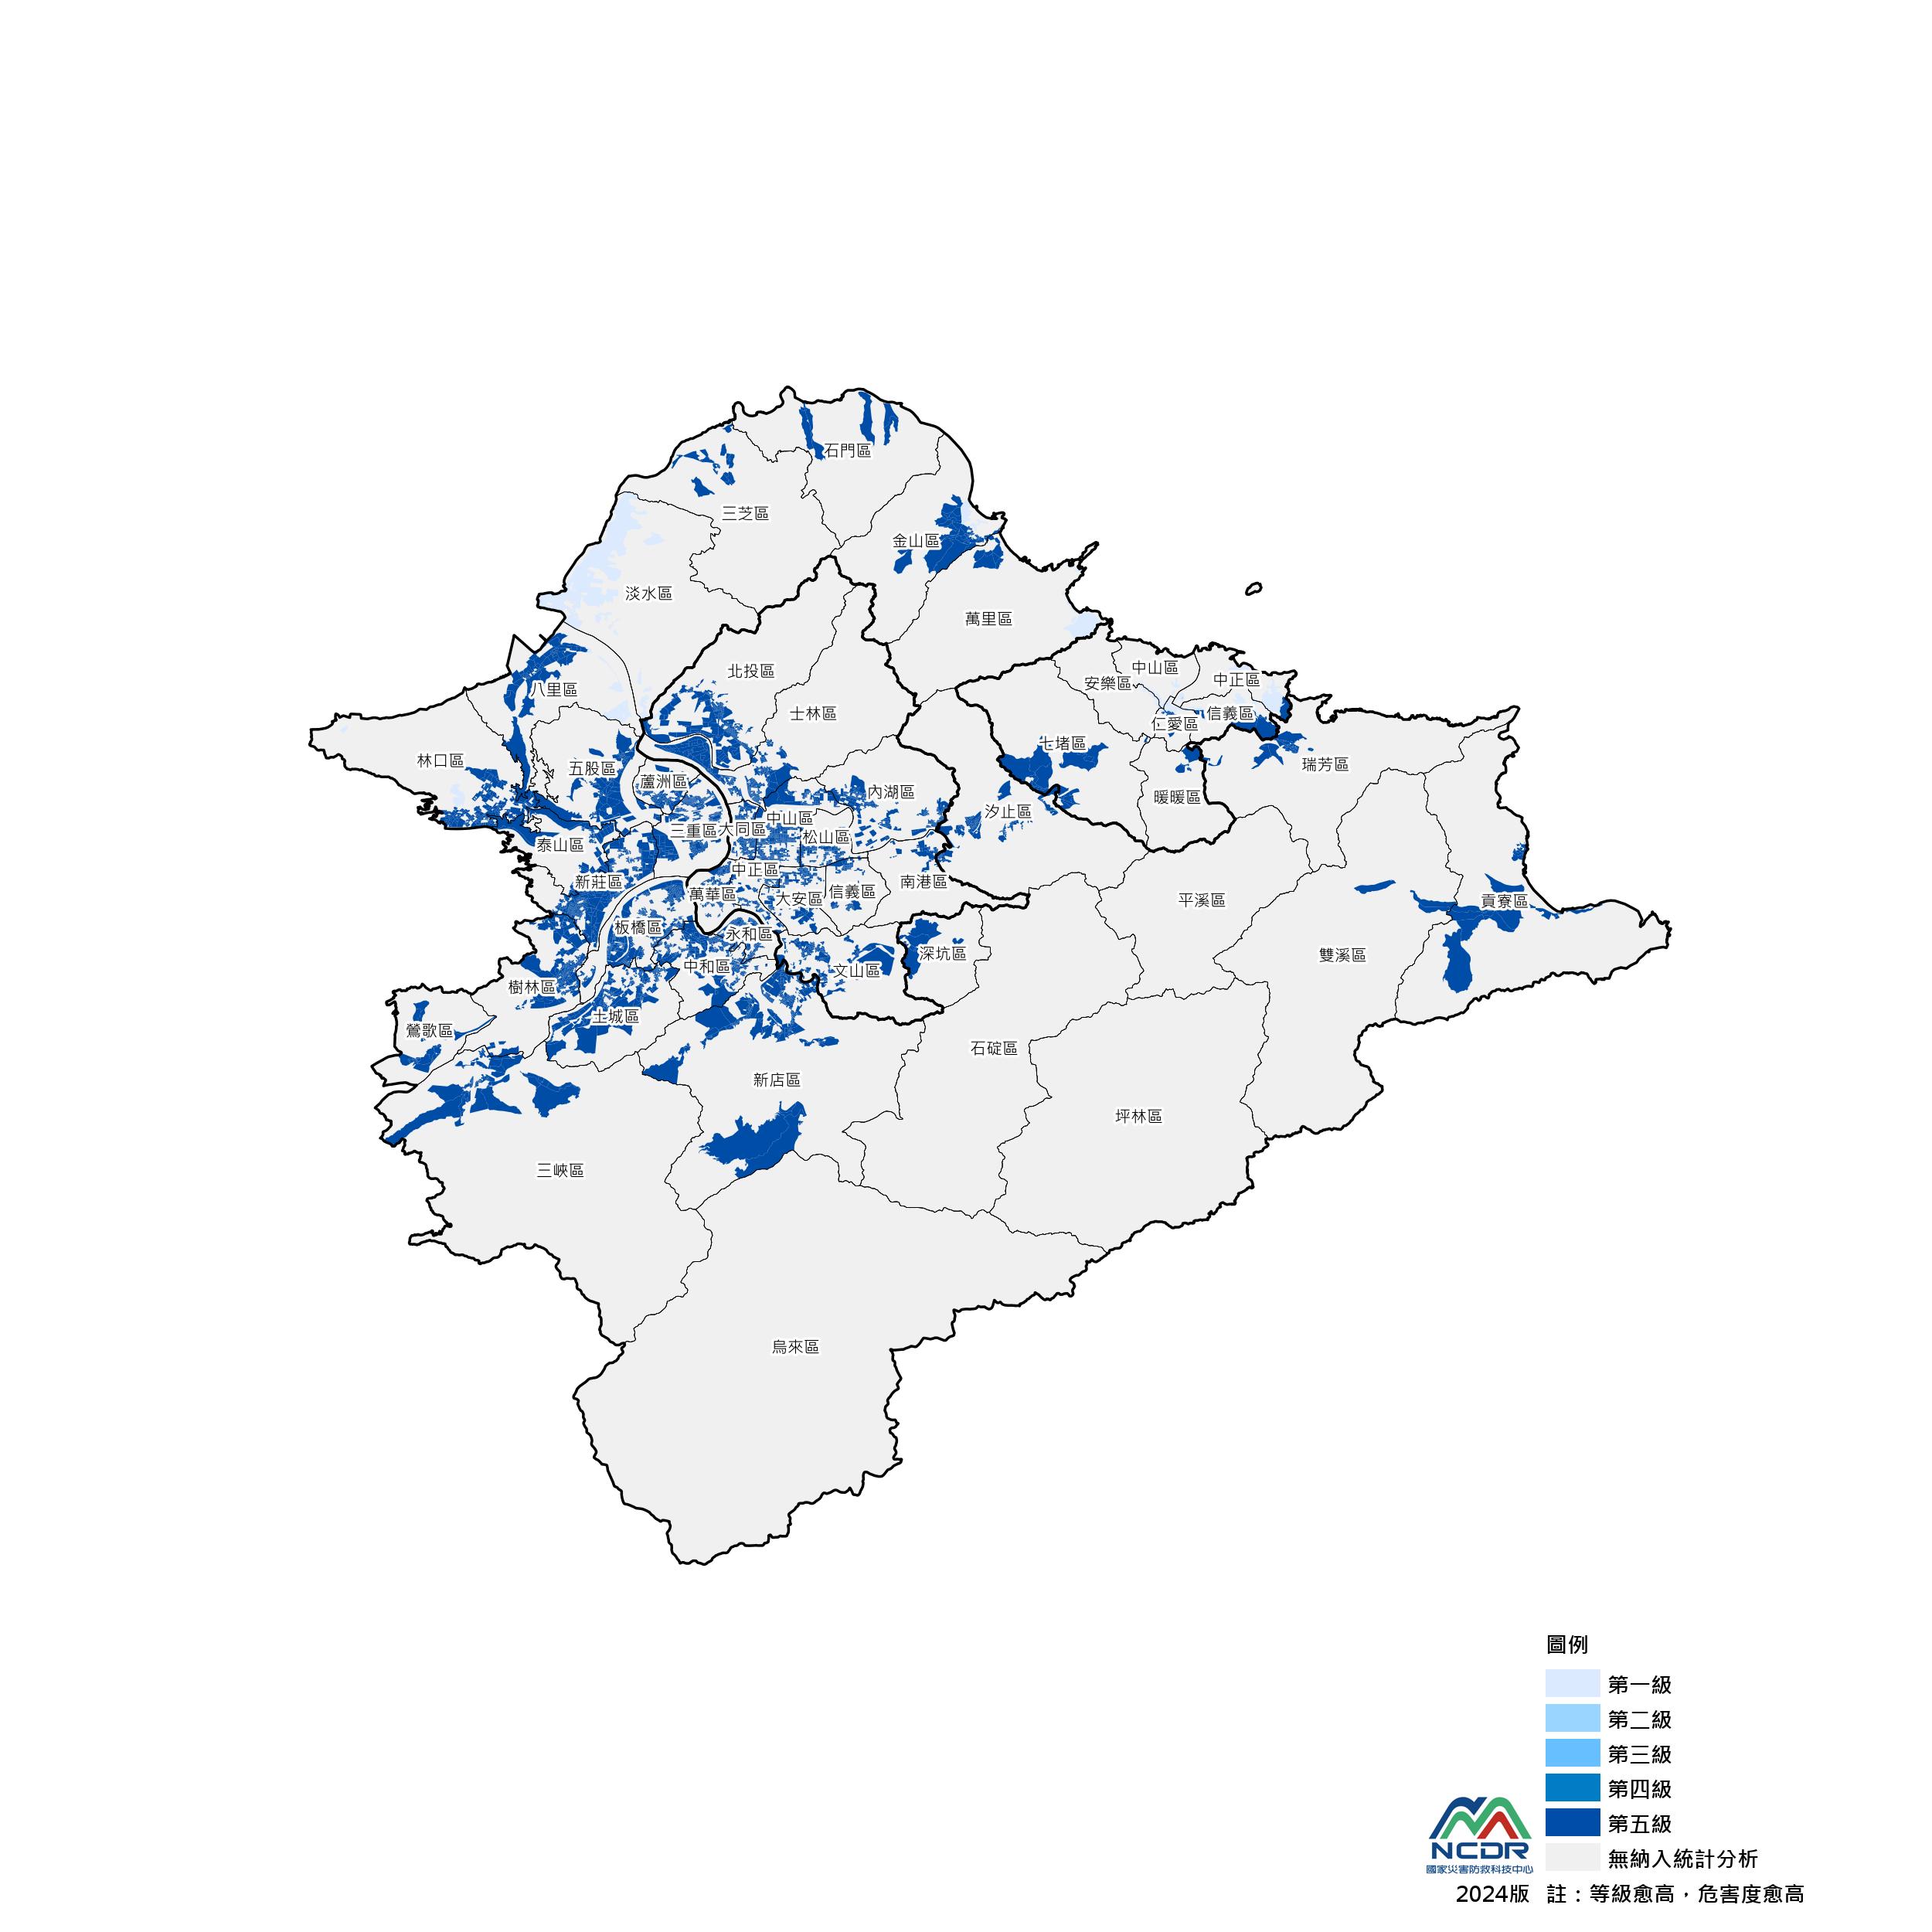 石門區
三芝區
金山區
淡水區
萬里區
北投區
中山區
中正區
安樂區
八里區
士林區
信義區
仁愛區
七堵區
林口區
五股區
瑞芳區
蘆洲區
內湖區
暖暖區
汐止區
中山區
三重區
大同區
松山區
泰山區
中正區
新莊區
南港區
萬華區
大安區
信義區
平溪區
貢寮區
板橋區
永和區
深坑區
雙溪區
中和區
文山區
樹林區
土城區
鶯歌區
石碇區
新店區
坪林區
三峽區
烏來區
圖例
第一級
第二級
第三級
第四級
第五級
無納入統計分析
NCDR
國家災害防救科技中心
2024版 註：等級愈高，危害度愈高